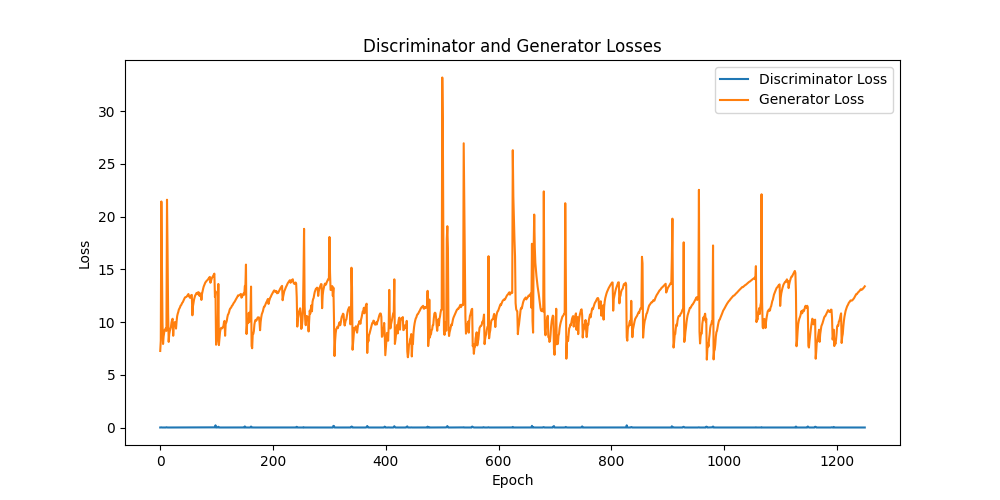 Discriminator and Generator Losses
Discriminator Loss
Generator Loss
Loss
30
25
20
15
10
5
0
0 200 400 600 800 1000 1200
Epoch